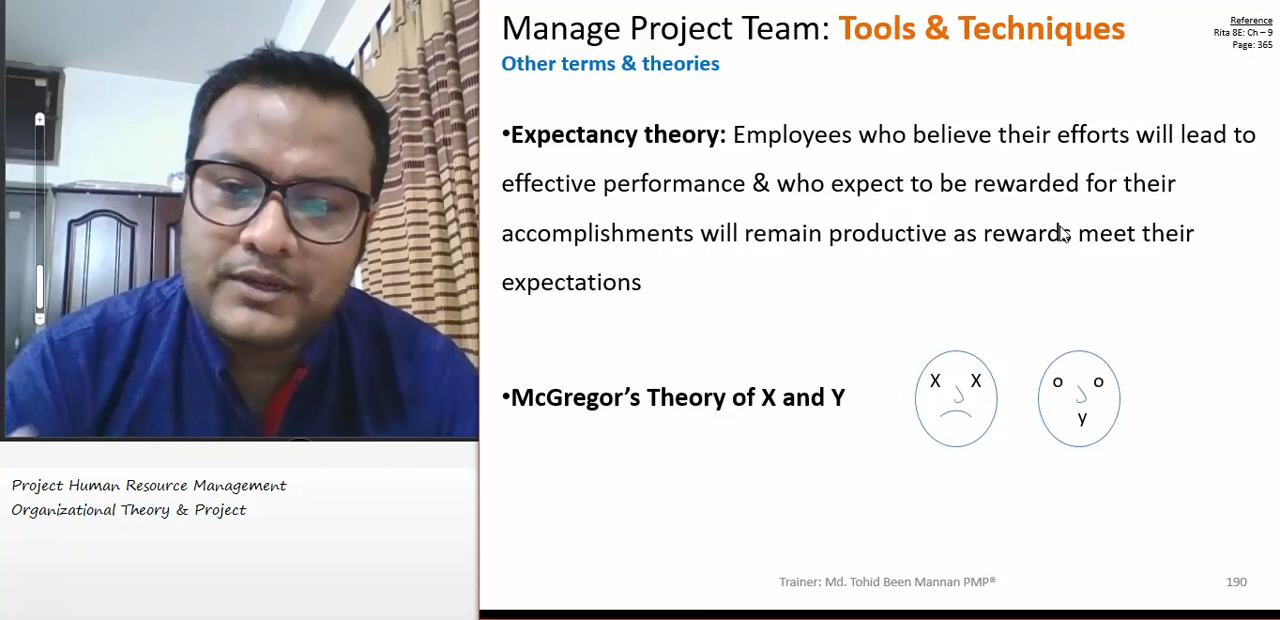 Manage Project Team: Tools & Techniques
Reference
Rita 8E: Ch – 9
Page: 365
Other terms & theories
•Expectancy theory: Employees who believe their efforts will lead to
effective performance & who expect to be rewarded for their
accomplishments will remain productive as rewards meet their
expectations
•McGregor’s Theory of X and Y
X X
o o
y
Project Human Resource Management
Organizational Theory & Project
Trainer: Md. Tohid Been Mannan PMP®
190